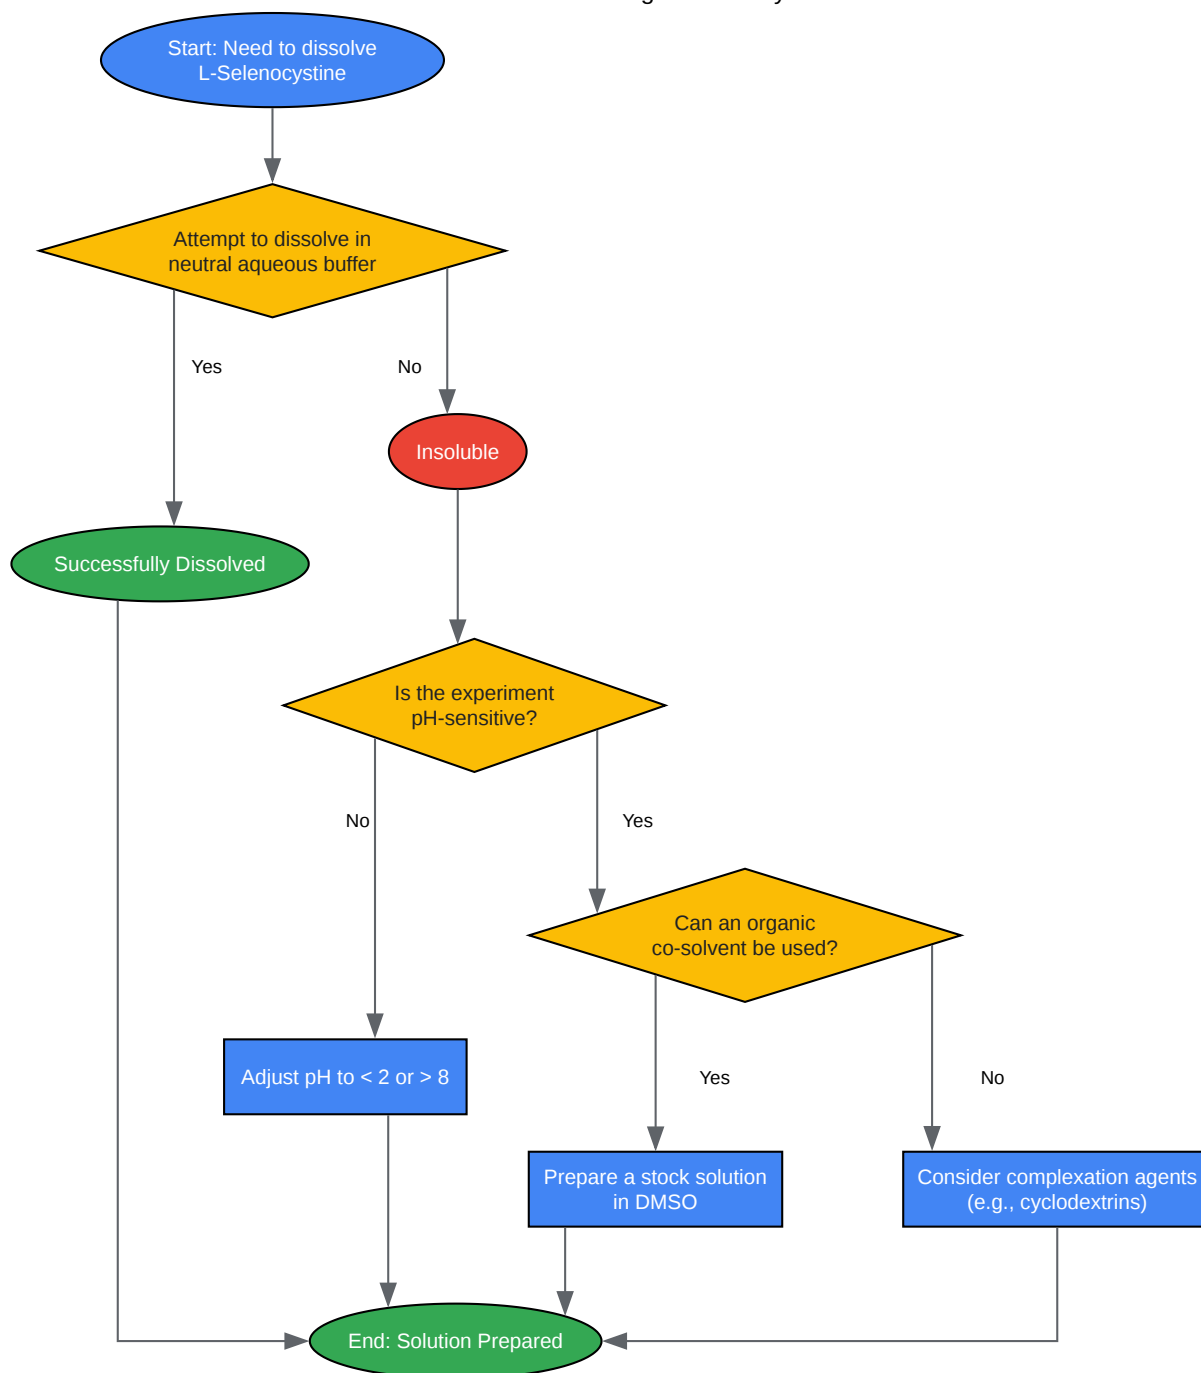 Start: Need to dissolve
L-Selenocystine
Attempt to dissolve in
neutral aqueous buffer
Yes
No
Insoluble
Successfully Dissolved
Is the experiment
pH-sensitive?
No
Yes
Can an organic
co-solvent be used?
Adjust pH to < 2 or > 8
Yes
No
Prepare a stock solution
in DMSO
Consider complexation agents
(e.g., cyclodextrins)
End: Solution Prepared